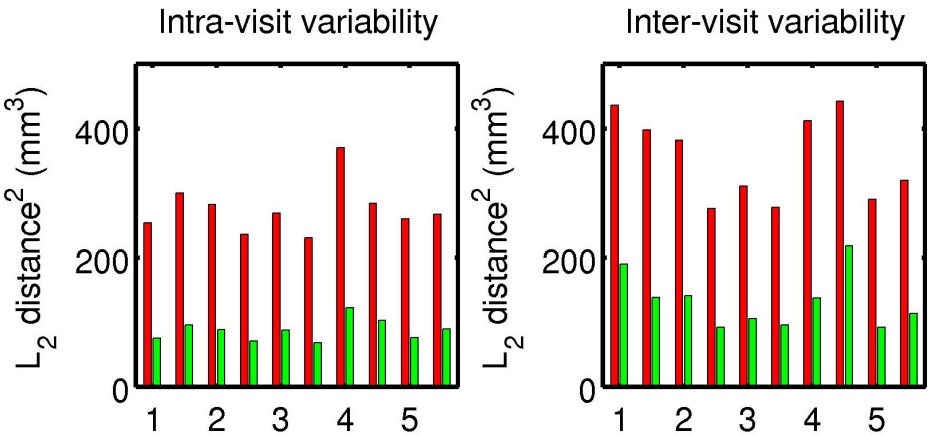 Intra-visit variability
L₂ distance² (mm³)
400
200
0
1 2 3 4 5
Inter-visit variability
L₂ distance² (mm³)
400
200
0
1 2 3 4 5